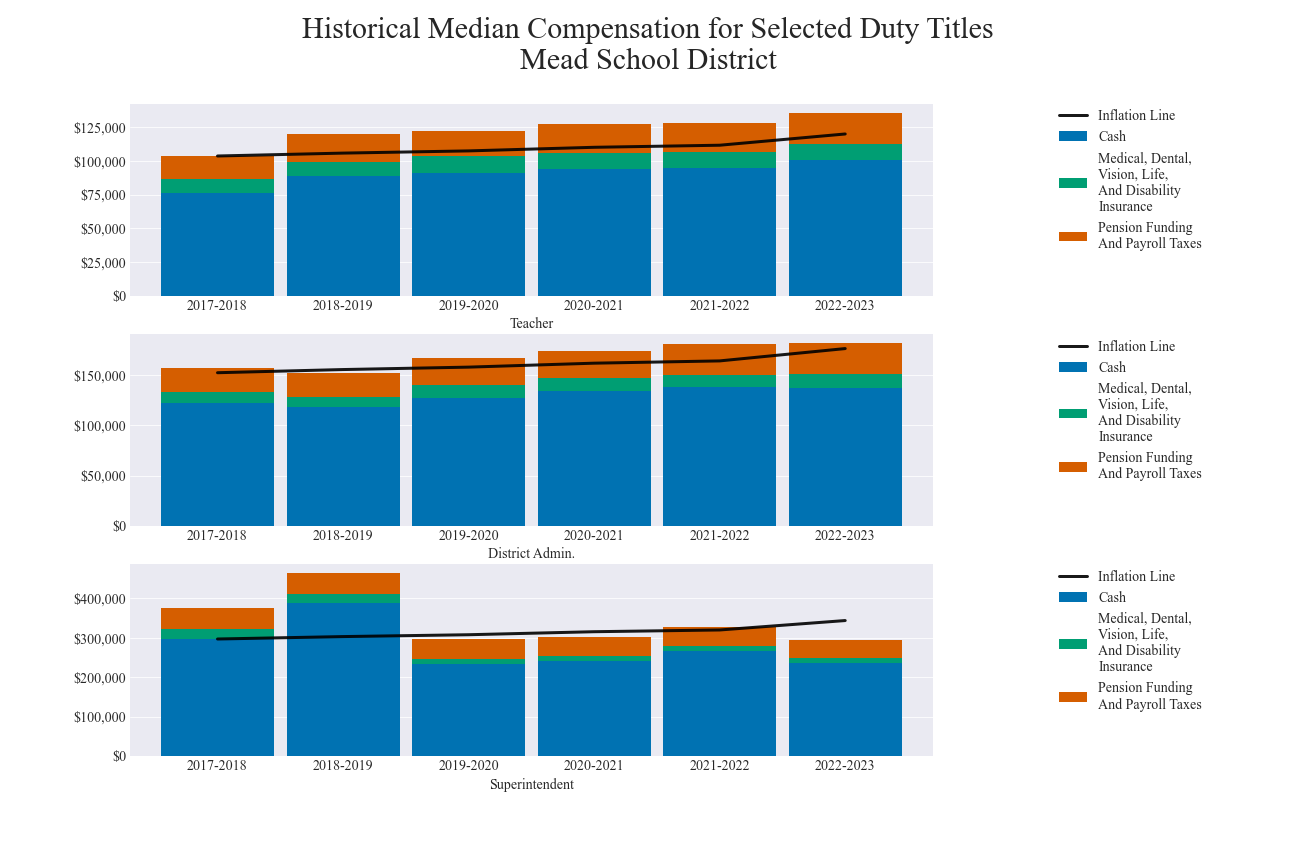 Historical Median Compensation for Selected Duty Titles
Mead School District
$125,000
$100,000
$75,000
$50,000
$25,000
$0
2017-2018 2018-2019 2019-2020 2020-2021 2021-2022 2022-2023
Teacher
Inflation Line
Cash
Medical, Dental,
Vision, Life,
And Disability
Insurance
Pension Funding
And Payroll Taxes
$150,000
$100,000
$50,000
$0
2017-2018 2018-2019 2019-2020 2020-2021 2021-2022 2022-2023
District Admin.
Inflation Line
Cash
Medical, Dental,
Vision, Life,
And Disability
Insurance
Pension Funding
And Payroll Taxes
$400,000
$300,000
$200,000
$100,000
$0
2017-2018 2018-2019 2019-2020 2020-2021 2021-2022 2022-2023
Superintendent
Inflation Line
Cash
Medical, Dental,
Vision, Life,
And Disability
Insurance
Pension Funding
And Payroll Taxes